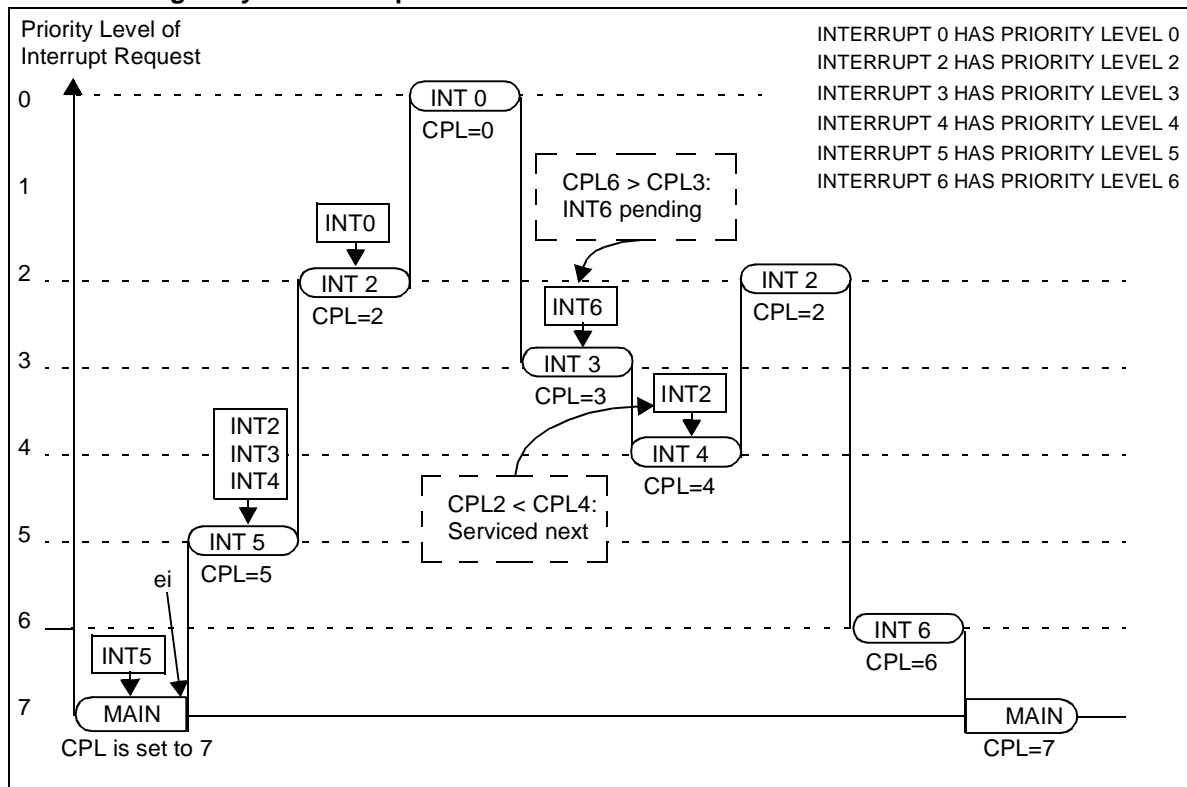 Priority Level of
Interrupt Request
INTERRUPT 0 HAS PRIORITY LEVEL 0
INTERRUPT 2 HAS PRIORITY LEVEL 2
INTERRUPT 3 HAS PRIORITY LEVEL 3
INTERRUPT 4 HAS PRIORITY LEVEL 4
INTERRUPT 5 HAS PRIORITY LEVEL 5
INTERRUPT 6 HAS PRIORITY LEVEL 6
0
INT 0
CPL=0
1
CPL6 > CPL3:
INT6 pending
INT0
2
INT 2
CPL=2
INT 2
CPL=2
INT6
3
INT 3
CPL=3
INT2
INT2
INT3
INT4
4
INT 4
CPL=4
CPL2 < CPL4:
Serviced next
5
INT 5
CPL=5
ei
6
INT 6
CPL=6
INT5
7
MAIN
CPL is set to 7
MAIN
CPL=7